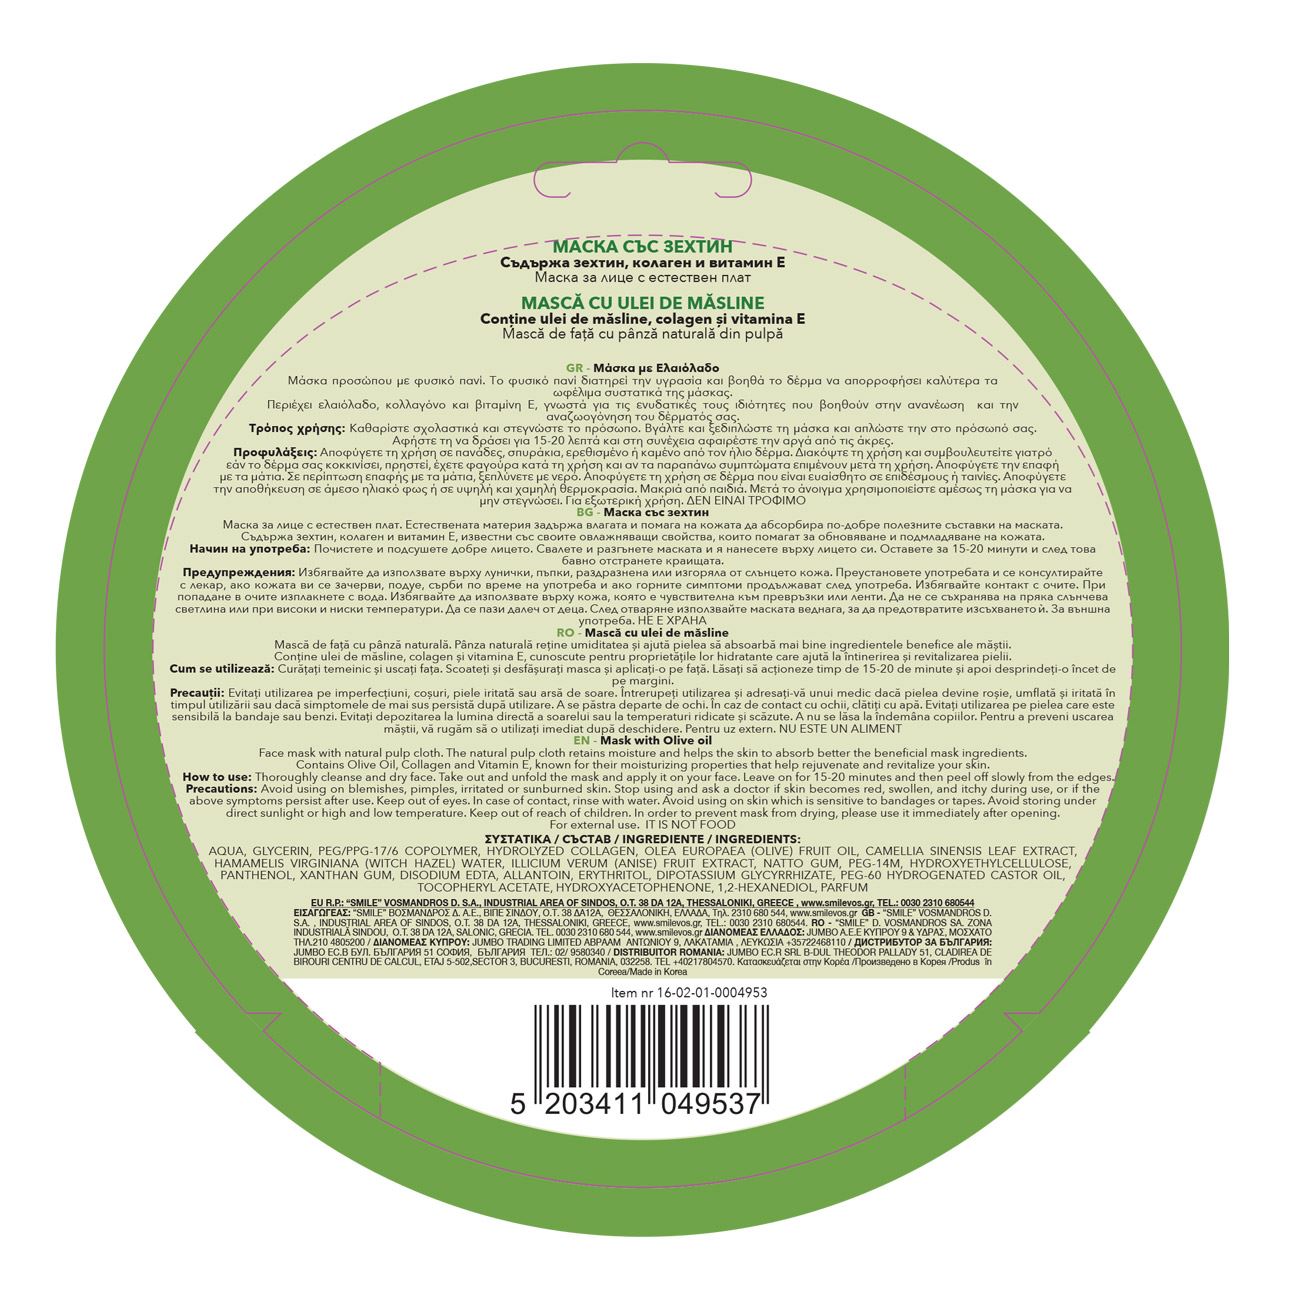 МАСКА СЪС ЗЕХТИН
Съдържа зехтин, колаген и витамин Е
Маска за лице с естествен плат
MASCĂ CU ULEI DE MĂSLINE
Conține ulei de măsline, colagen și vitamina E
Mască de față cu pânză naturală din pulpă
GR - Μάσκα με Ελαιόλαδο
Μάσκα προσώπου με φυσικό πανί. Το φυσικό πανί διατηρεί την υγρασία και βοηθά το δέρμα να απορροφήσει καλύτερα τα
ωφέλιμα συστατικά της μάσκας.
Περιέχει ελαιόλαδο, κολλαγόνο και βιταμίνη Ε, γνωστά για τις ενυδατικές τους ιδιότητες που βοηθούν στην ανανέωση και την
αναζωογόνηση του δέρματός σας.
Τρόπος χρήσης: Καθαρίστε σχολαστικά και στεγνώστε το πρόσωπο. Βγάλτε και ξεδιπλώστε τη μάσκα και απλώστε την στο πρόσωπό σας.
Αφήστε τη να δράσει για 15-20 λεπτά και στη συνέχεια αφαιρέστε την αργά από τις άκρες.
Προφυλάξεις: Αποφύγετε τη χρήση σε πανάδες, σπυράκια, ερεθισμένο ή καμένο από τον ήλιο δέρμα. Διακόψτε τη χρήση και συμβουλευτείτε γιατρό
εάν το δέρμα σας κοκκινίσει, πρηστεί, έχετε φαγούρα κατά τη χρήση και αν τα παραπάνω συμπτώματα επιμένουν μετά τη χρήση. Αποφεύγετε την επαφή
με τα μάτια. Σε περίπτωση επαφής με τα μάτια, ξεπλύνετε με νερό. Αποφύγετε τη χρήση σε δέρμα που είναι ευαίσθητο σε επιδέσμους ή ταινίες. Αποφύγετε
την αποθήκευση σε άμεσο ηλιακό φως ή σε υψηλή και χαμηλή θερμοκρασία. Μακριά από παιδιά. Μετά το άνοιγμα χρησιμοποιείστε αμέσως τη μάσκα για να
μην στεγνώσει. Για εξωτερική χρήση. ΔΕΝ ΕΙΝΑΙ ΤΡΟΦΙΜΟ
BG - Маска със зехтин
Маска за лице с естествен плат. Естествената материя задържа влагата и помага на кожата да абсорбира по-добре полезните съставки на маската.
Съдържа зехтин, колаген и витамин Е, известни със своите овлажняващи свойства, които помагат за обновяване и подмладяване на кожата.
Начин на употреба: Почистете и подсушете добре лицето. Свалете и разгънете маската и я нанесете върху лицето си. Оставете за 15-20 минути и след това
бавно отстранете краищата.
Предупреждения: Избягвайте да използвате върху лунички, пъпки, раздразнена или изгоряла от слънцето кожа. Преустановете употребата и се консултирайте
с лекар, ако кожата ви се зачерви, подуе, сърби по време на употреба и ако горните симптоми продължават след употреба. Избягвайте контакт с очите. При
попадане в очите изплакнете с вода. Избягвайте да използвате върху кожа, която е чувствителна към превръзки или ленти. Да не се съхранява на пряка слънчева
светлина или при високи и ниски температури. Да се пази далеч от деца. След отваряне използвайте маската веднага, за да предотвратите изсъхването ѝ. За външна
употреба. НЕ Е ХРАНА
RO - Mască cu ulei de măsline
Mască de față cu pânză naturală. Pânza naturală reține umiditatea și ajută pielea să absoarbă mai bine ingredientele benefice ale măștii.
Conține ulei de măsline, colagen și vitamina E, cunoscute pentru proprietățile lor hidratante care ajută la întinerirea și revitalizarea pielii.
Cum se utilizează: Curățați temeinic și uscați fața. Scoateți și desfășurați masca și aplicați-o pe față. Lăsați să acționeze timp de 15-20 de minute și apoi desprindeți-o încet de
pe margini.
Precauții: Evitați utilizarea pe imperfecțiuni, coșuri, piele iritată sau arsă de soare. Întrerupeți utilizarea și adresați-vă unui medic dacă pielea devine roșie, umflată și iritată în
timpul utilizării sau dacă simptomele de mai sus persistă după utilizare. A se păstra departe de ochi. În caz de contact cu ochii, clătiți cu apă. Evitați utilizarea pe pielea care este
sensibilă la bandaje sau benzi. Evitați depozitarea la lumina directă a soarelui sau la temperaturi ridicate și scăzute. A nu se lăsa la îndemâna copiilor. Pentru a preveni uscarea
măștii, vă rugăm să o utilizați imediat după deschidere. Pentru uz extern. NU ESTE UN ALIMENT
EN - Mask with Olive oil
Face mask with natural pulp cloth. The natural pulp cloth retains moisture and helps the skin to absorb better the beneficial mask ingredients.
Contains Olive Oil, Collagen and Vitamin E, known for their moisturizing properties that help rejuvenate and revitalize your skin.
How to use: Thoroughly cleanse and dry face. Take out and unfold the mask and apply it on your face. Leave on for 15-20 minutes and then peel off slowly from the edges.
Precautions: Avoid using on blemishes, pimples, irritated or sunburned skin. Stop using and ask a doctor if skin becomes red, swollen, and itchy during use, or if the
above symptoms persist after use. Keep out of eyes. In case of contact, rinse with water. Avoid using on skin which is sensitive to bandages or tapes. Avoid storing under
direct sunlight or high and low temperature. Keep out of reach of children. In order to prevent mask from drying, please use it immediately after opening.
For external use. IT IS NOT FOOD
ΣΥΣΤΑΤΙΚΑ / СЪСТАВ / INGREDIENTE / INGREDIENTS:
AQUA, GLYCERIN, PEG/PPG-17/6 COPOLYMER, HYDROLYZED COLLAGEN, OLEA EUROPAEA (OLIVE) FRUIT OIL, CAMELLIA SINENSIS LEAF EXTRACT,
HAMAMELIS VIRGINIANA (WITCH HAZEL) WATER, ILLICIUM VERUM (ANISE) FRUIT EXTRACT, NATTO GUM, PEG-14M, HYDROXYETHYLCELLULOSE,
PANTHENOL, XANTHAN GUM, DISODIUM EDTA, ALLANTOIN, ERYTHRITOL, DIPOTASSIUM GLYCYRRHIZATE, PEG-60 HYDROGENATED CASTOR OIL,
TOCOPHERYL ACETATE, HYDROXYACETOPHENONE, 1,2-HEXANEDIOL, PARFUM
EU R.P.: "SMILE" VOSMANDROS D. S.A., INDUSTRIAL AREA OF SINDOS, O.T. 38 DA 12A, THESSALONIKI, GREECE , www.smilevos.gr, TEL.: 0030 2310 680544
ΕΙΣΑΓΩΓΕΑΣ: "SMILE" ΒΟΣΜΑΝΔΡΟΣ Δ. Α.Ε., ΒΙΠΕ ΣΙΝΔΟΥ, Ο.Τ. 38 ΔΑ12Α, ΘΕΣΣΑΛΟΝΙΚΗ, ΕΛΛΑΔΑ, Τηλ. 2310 680 544, www.smilevos.gr GB - "SMILE" VOSMANDROS D.
S.A. , INDUSTRIAL AREA OF SINDOS, O.T. 38 DA 12A, THESSALONIKI, GREECE, www.smilevos.gr, TEL.: 0030 2310 680544. RO - "SMILE" D. VOSMANDROS SA, ZONA
INDUSTRIALĂ SINDOU, O.T. 38 DA 12A, SALONIC, GRECIA. TEL. 0030 2310 680 544, www.smilevos.gr ΔΙΑΝΟΜΕΑΣ ΕΛΛΑΔΟΣ: JUMBO A.E.E ΚΥΠΡΟΥ 9 & ΥΔΡΑΣ, ΜΟΣΧΑΤΟ
ΤΗΛ.210 4805200 / ΔΙΑΝΟΜΕΑΣ ΚΥΠΡΟΥ: JUMBO TRADING LIMITED ΑΒΡΑΑΜ ΑΝΤΩΝΙΟΥ 9, ΛΑΚΑΤΑΜΙΑ , ΛΕΥΚΩΣΙΑ +35722468110 / ДИСТРИБУТОР ЗА БЪЛГАРИЯ:
JUMBO EC.B БУЛ. БЪЛГАРИЯ 51 СОФИЯ, БЪЛГАРИЯ ТЕЛ.: 02/ 9580340 / DISTRIBUITOR ROMANIA: JUMBO EC.R SRL B-DUL THEODOR PALLADY 51, CLADIREA DE
BIROURI CENTRU DE CALCUL, ETAJ 5-502,SECTOR 3, BUCURESTI, ROMANIA, 032258. TEL +40217804570. Κατασκευάζεται στην Κορέα /Произведено в Корея /Produs în
Coreea/Made in Korea
Item nr 16-02-01-0004953
5 203411 049537